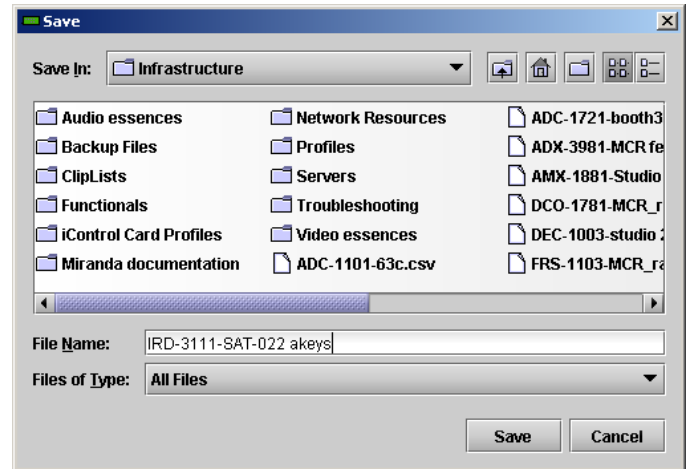 Save
Save In: Infrastructure
Audio essences
Backup Files
ClipLists
Functionals
iControl Card Profiles
Miranda documentation
Network Resources
Profiles
Servers
Troubleshooting
Video essences
ADC-1101-63c.csv
ADC-1721-booth3
ADX-3981-MCR fe
AMX-1881-Studio
DCO-1781-MCR_r
DEC-1003-studio 2
FRS-1103-MCR_ra
File Name: IRD-3111-SAT-022 akeys
Files of Type: All Files
Save Cancel